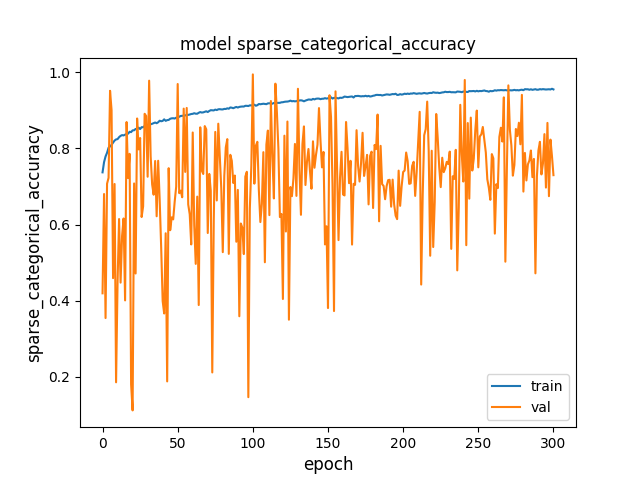 model sparse_categorical_accuracy
sparse_categorical_accuracy
1.0
0.8
0.6
0.4
0.2
0 50 100 150 200 250 300
epoch
train
val